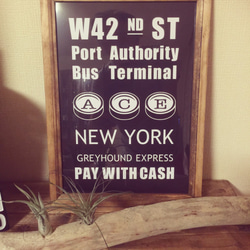 W42 ND ST
Port Authority
Bus Terminal
A C E
NEW YORK
GREYHOUND EXPRESS
PAY WITH CASH